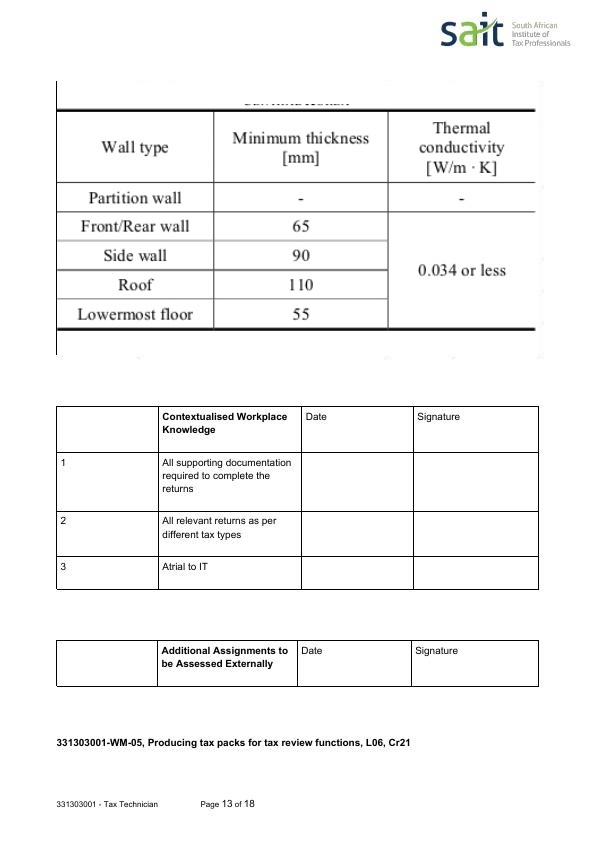 sait South African
Institute of
Tax Professionals
Wall type Minimum thickness
[mm] Thermal
conductivity
[W/m · K]
Partition wall - -
Front/Rear wall 65 0.034 or less
Side wall 90
Roof 110
Lowermost floor 55
Contextualised Workplace
Knowledge Date Signature
1 All supporting documentation
required to complete the
returns
2 All relevant returns as per
different tax types
3 Atrial to IT
Additional Assignments to
be Assessed Externally Date Signature
331303001-WM-05, Producing tax packs for tax review functions, L06, Cr21
331303001 - Tax Technician Page 13 of 18